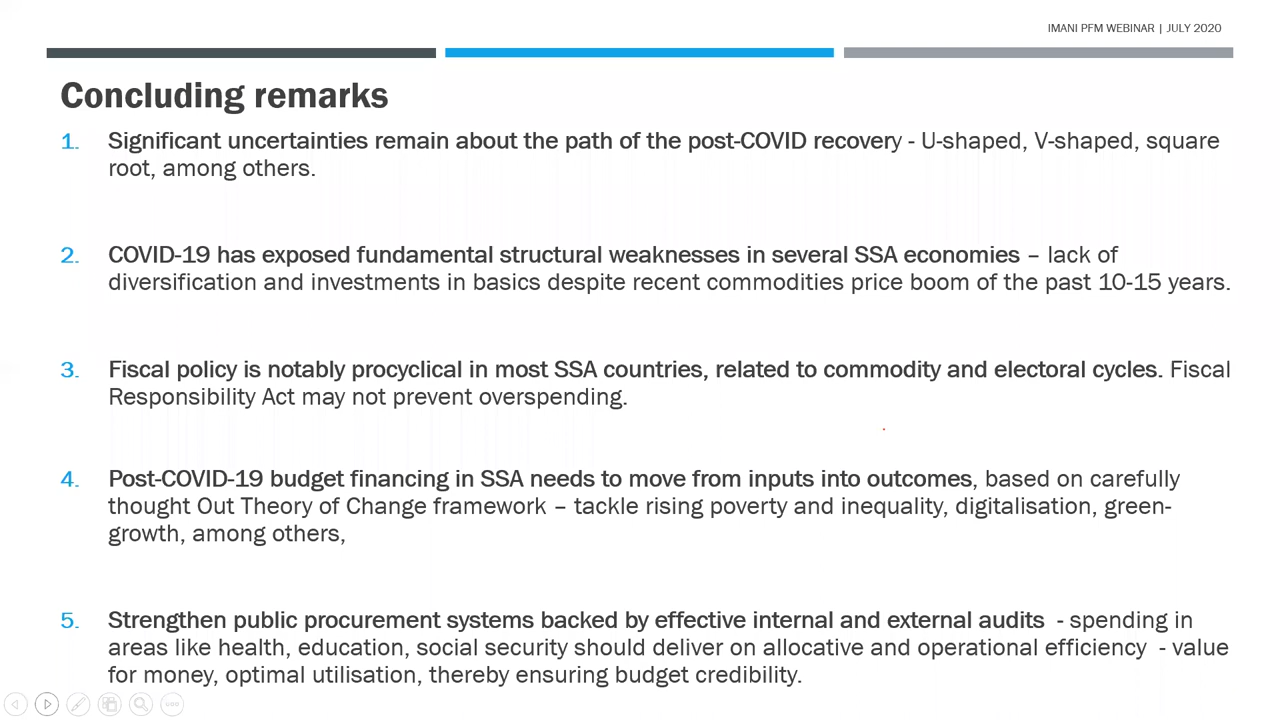 IMANI PFM WEBINAR | JULY 2020
Concluding remarks
1. Significant uncertainties remain about the path of the post-COVID recovery - U-shaped, V-shaped, square
root, among others.
2. COVID-19 has exposed fundamental structural weaknesses in several SSA economies – lack of
diversification and investments in basics despite recent commodities price boom of the past 10-15 years.
3. Fiscal policy is notably procyclical in most SSA countries, related to commodity and electoral cycles. Fiscal
Responsibility Act may not prevent overspending.
4. Post-COVID-19 budget financing in SSA needs to move from inputs into outcomes, based on carefully
thought Out Theory of Change framework – tackle rising poverty and inequality, digitalisation, green-
growth, among others,
5. Strengthen public procurement systems backed by effective internal and external audits  - spending in
areas like health, education, social security should deliver on allocative and operational efficiency  - value
for money, optimal utilisation, thereby ensuring budget credibility.